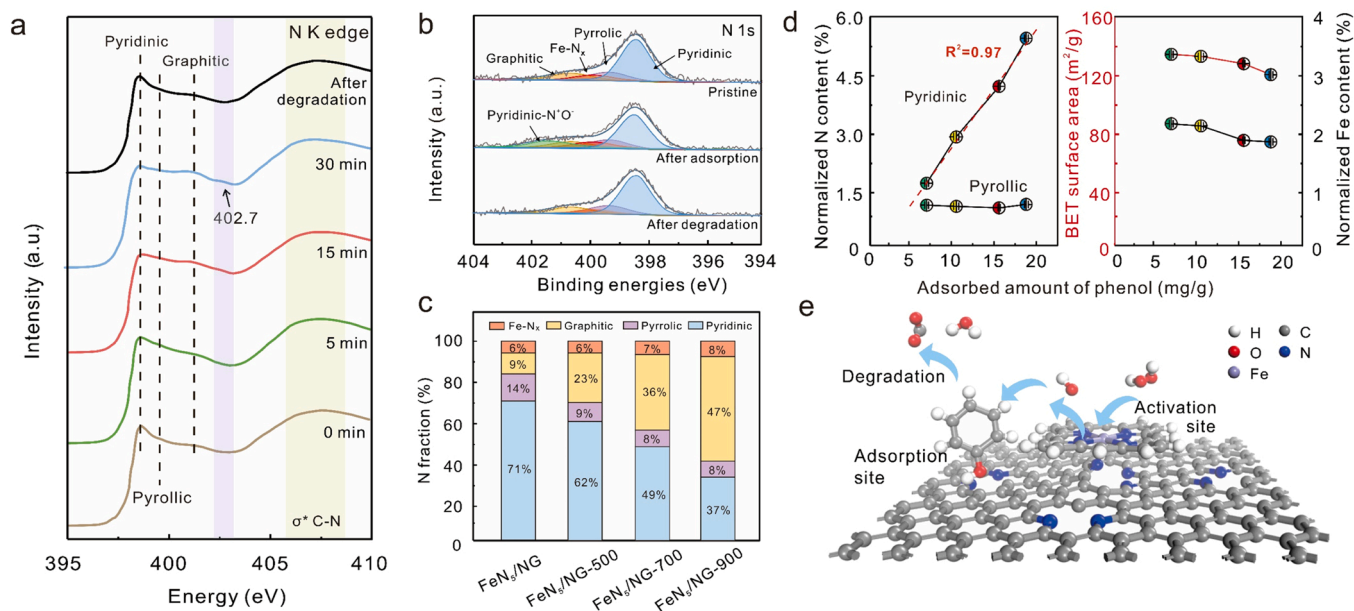 a
N K edge
Pyridinic
Graphitic
After
degradation
30 min
402.7
15 min
5 min
0 min
Pyrollic
σ* C-N
Intensity (a.u.)
395 400 405 410
Energy (eV)
b
N 1s
Graphitic
Fe-Nₓ
Pyrrolic
Pyridinic
Pristine
Pyridinic-N⁺O⁻
After adsorption
After degradation
Intensity (a.u.)
404 402 400 398 396 394
Binding energies (eV)
c
Fe-Nₓ Graphitic Pyrrolic Pyridinic
100
80
60
40
20
0
N fraction (%)
6% 6% 7% 8%
9% 23% 36% 47%
14% 9% 8% 8%
71% 62% 49% 37%
FeN₅/NG
FeN₅/NG-500
FeN₅/NG-700
FeN₅/NG-900
d
Normalized N content (%)
6.0
4.5
3.0
1.5
0
R²=0.97
Pyridinic
Pyrollic
0 5 10 15 20
BET surface area (m²/g)
160
120
80
40
0
0 5 10 15 20
4
3
2
1
0
Normalized Fe content (%)
Adsorbed amount of phenol (mg/g)
e
H C
O N
Fe
Degradation
Activation
site
Adsorption
site